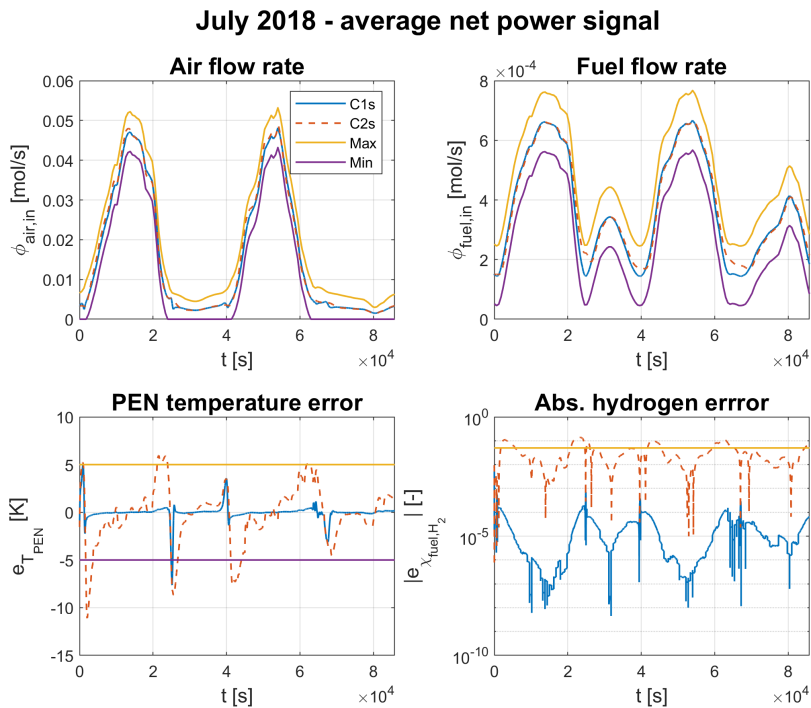 July 2018 - average net power signal
Air flow rate
0.06
0.05
0.04
0.03
0.02
0.01
0
ϕair,in [mol/s]
C1s
C2s
Max
Min
0 2 4 6 8
×10⁴
t [s]
Fuel flow rate
×10⁻⁴
8
6
4
2
0
ϕfuel,in [mol/s]
0 2 4 6 8
×10⁴
t [s]
PEN temperature error
10
5
0
-5
-10
-15
eT_PEN [K]
0 2 4 6 8
×10⁴
t [s]
Abs. hydrogen errror
10⁰
10⁻⁵
10⁻¹⁰
|e χfuel,H₂ | [-]
0 2 4 6 8
×10⁴
t [s]